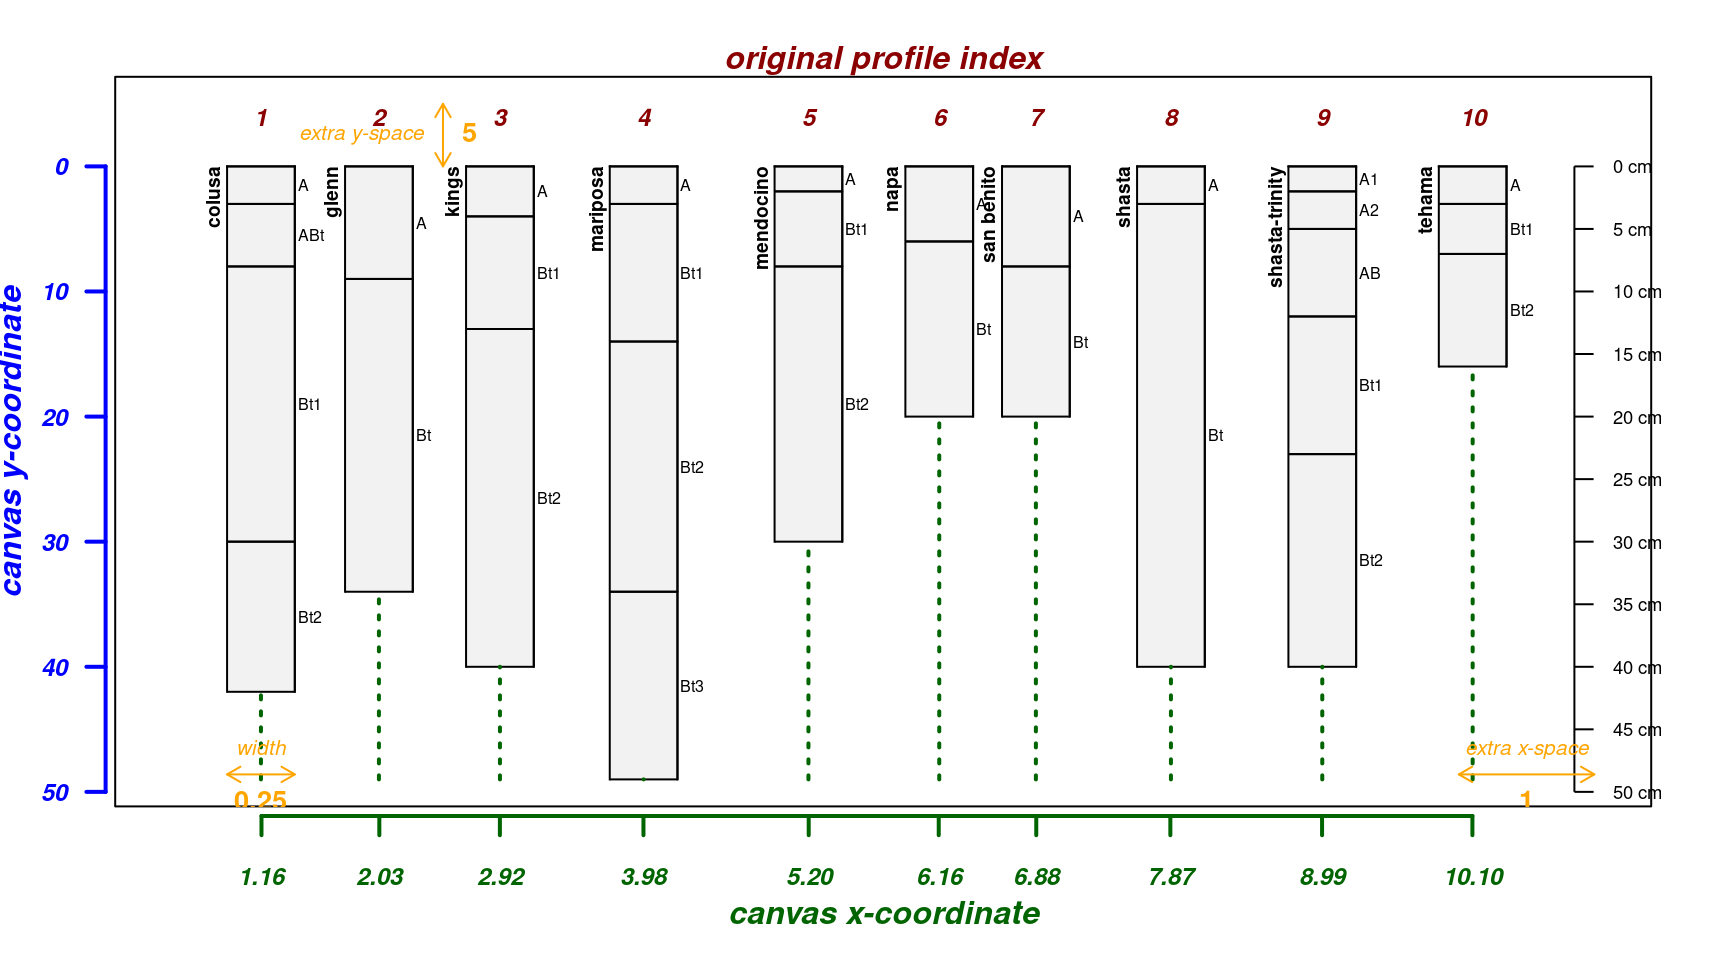 original profile index
1 2 3 4 5 6 7 8 9 10
extra y-space 5
canvas y-coordinate
0
10
20
30
40
50
colusa
A
ABt
Bt1
Bt2
glenn
A
Bt
kings
A
Bt1
Bt2
mariposa
A
Bt1
Bt2
Bt3
mendocino
A
Bt1
Bt2
napa
A
Bt
san benito
A
Bt
shasta
A
Bt
shasta-trinity
A1
A2
AB
Bt1
Bt2
tehama
A
Bt1
Bt2
0 cm
5 cm
10 cm
15 cm
20 cm
25 cm
30 cm
35 cm
40 cm
45 cm
50 cm
width
0.25
extra x-space
1
1.16 2.03 2.92 3.98 5.20 6.16 6.88 7.87 8.99 10.10
canvas x-coordinate